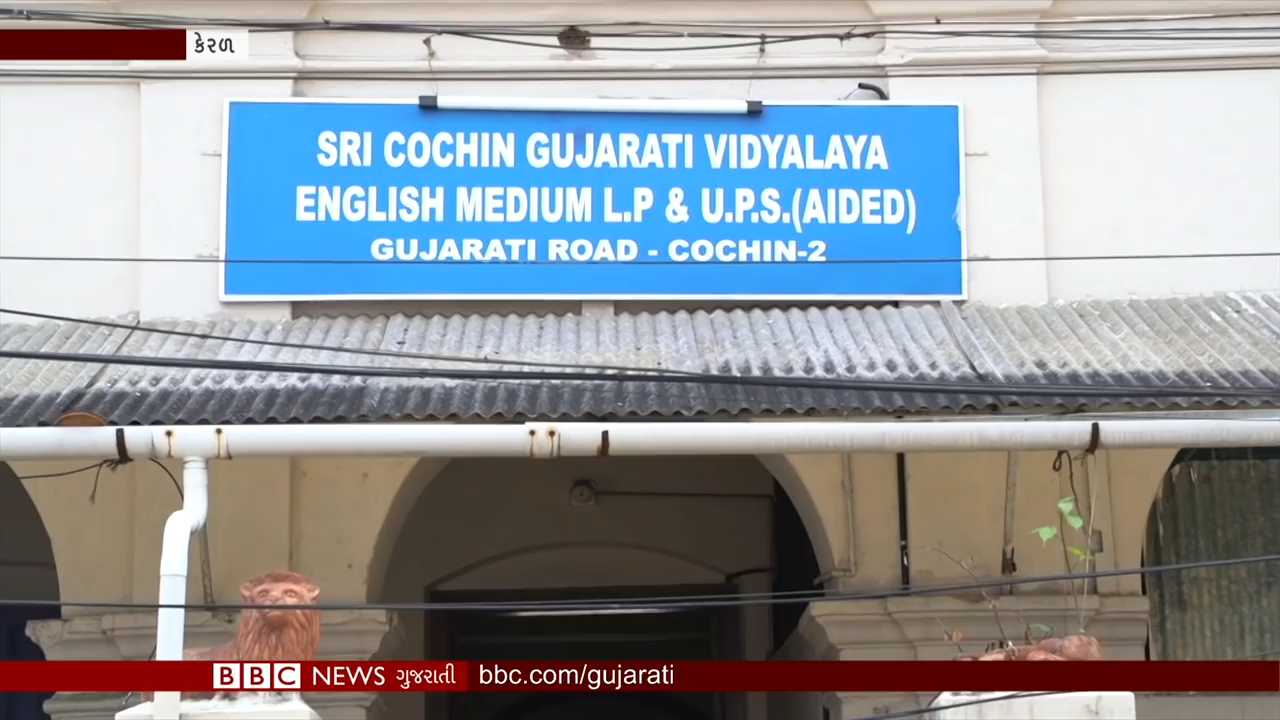 કેરળ
SRI COCHIN GUJARATI VIDYALAYA
ENGLISH MEDIUM L.P & U.P.S.(AIDED)
GUJARATI ROAD - COCHIN-2
BBC NEWS ગુજરાતી bbc.com/gujarati